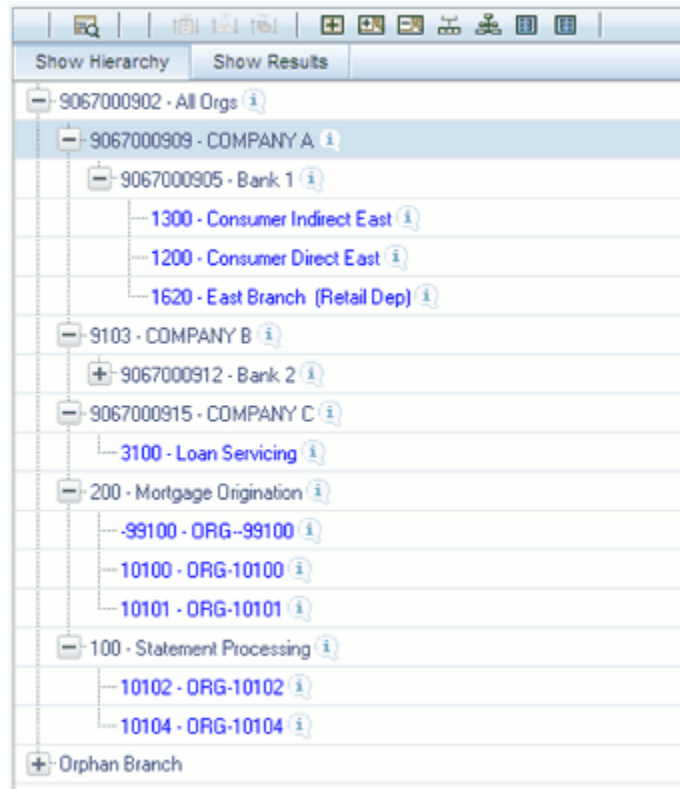 Show Hierarchy Show Results
9067000902 - All Orgs
9067000909 - COMPANY A
9067000905 - Bank 1
1300 - Consumer Indirect East
1200 - Consumer Direct East
1620 - East Branch (Retail Dep)
9103 - COMPANY B
9067000912 - Bank 2
9067000915 - COMPANY C
3100 - Loan Servicing
200 - Mortgage Origination
-99100 - ORG--99100
10100 - ORG-10100
10101 - ORG-10101
100 - Statement Processing
10102 - ORG-10102
10104 - ORG-10104
Orphan Branch